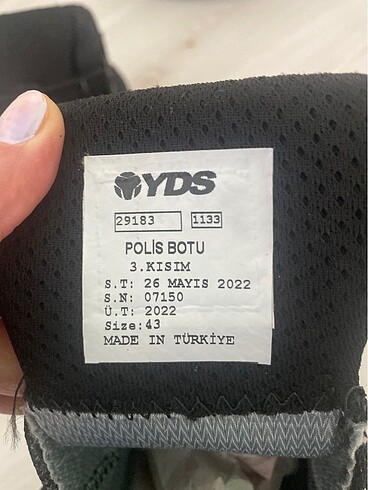 YDS
29183 1133
POLİS BOTU
3.KISIM
S.T: 26 MAYIS 2022
S.N: 07150
Ü.T: 2022
Size:43
MADE IN TÜRKİYE